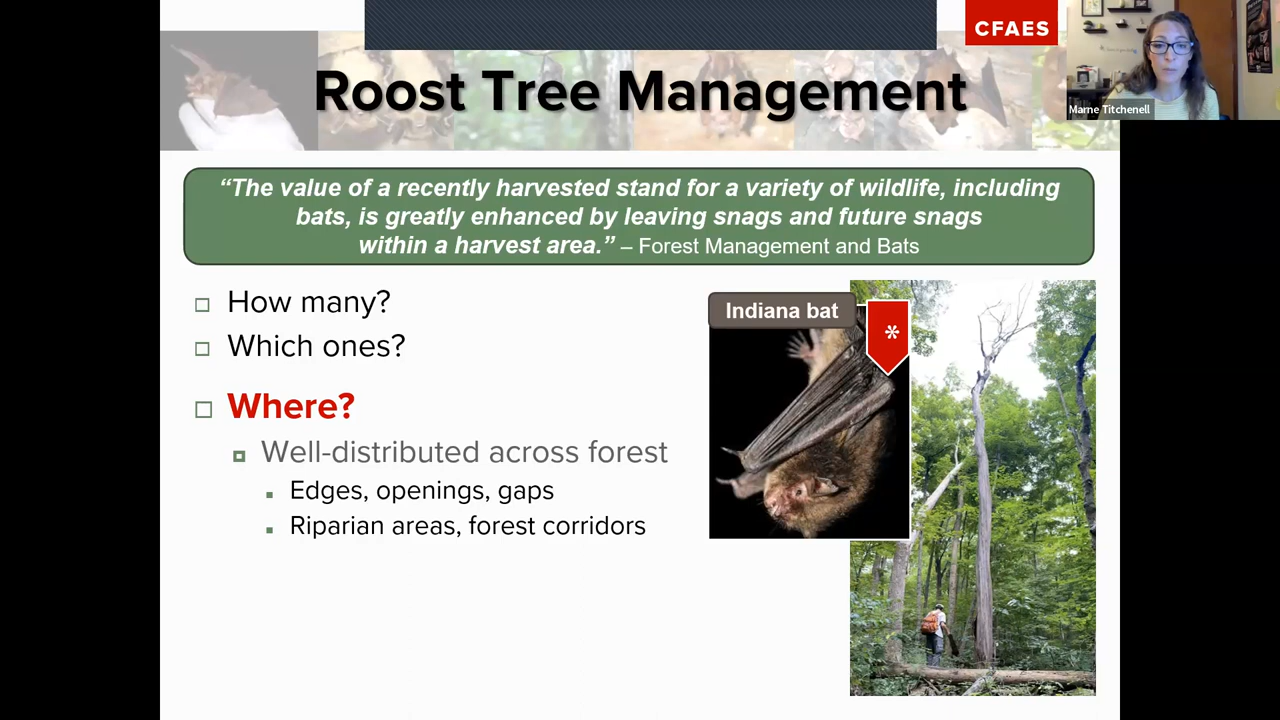 CFAES
Roost Tree Management
Marne Titchenell
“The value of a recently harvested stand for a variety of wildlife, including
bats, is greatly enhanced by leaving snags and future snags
within a harvest area.” – Forest Management and Bats
How many?
Which ones?
Where?
Well-distributed across forest
Edges, openings, gaps
Riparian areas, forest corridors
Indiana bat
*